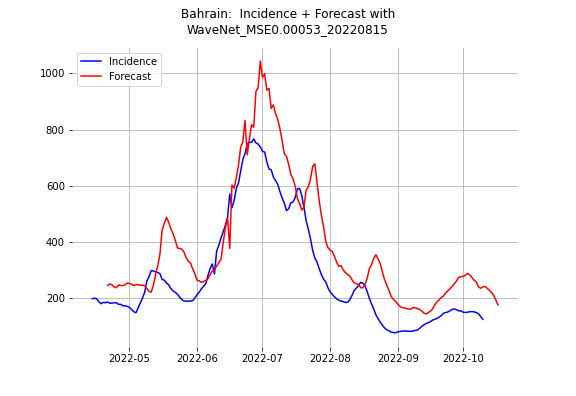 Bahrain:  Incidence + Forecast with
WaveNet_MSE0.00053_20220815
Incidence
Forecast
1000
800
600
400
200
2022-05 2022-06 2022-07 2022-08 2022-09 2022-10